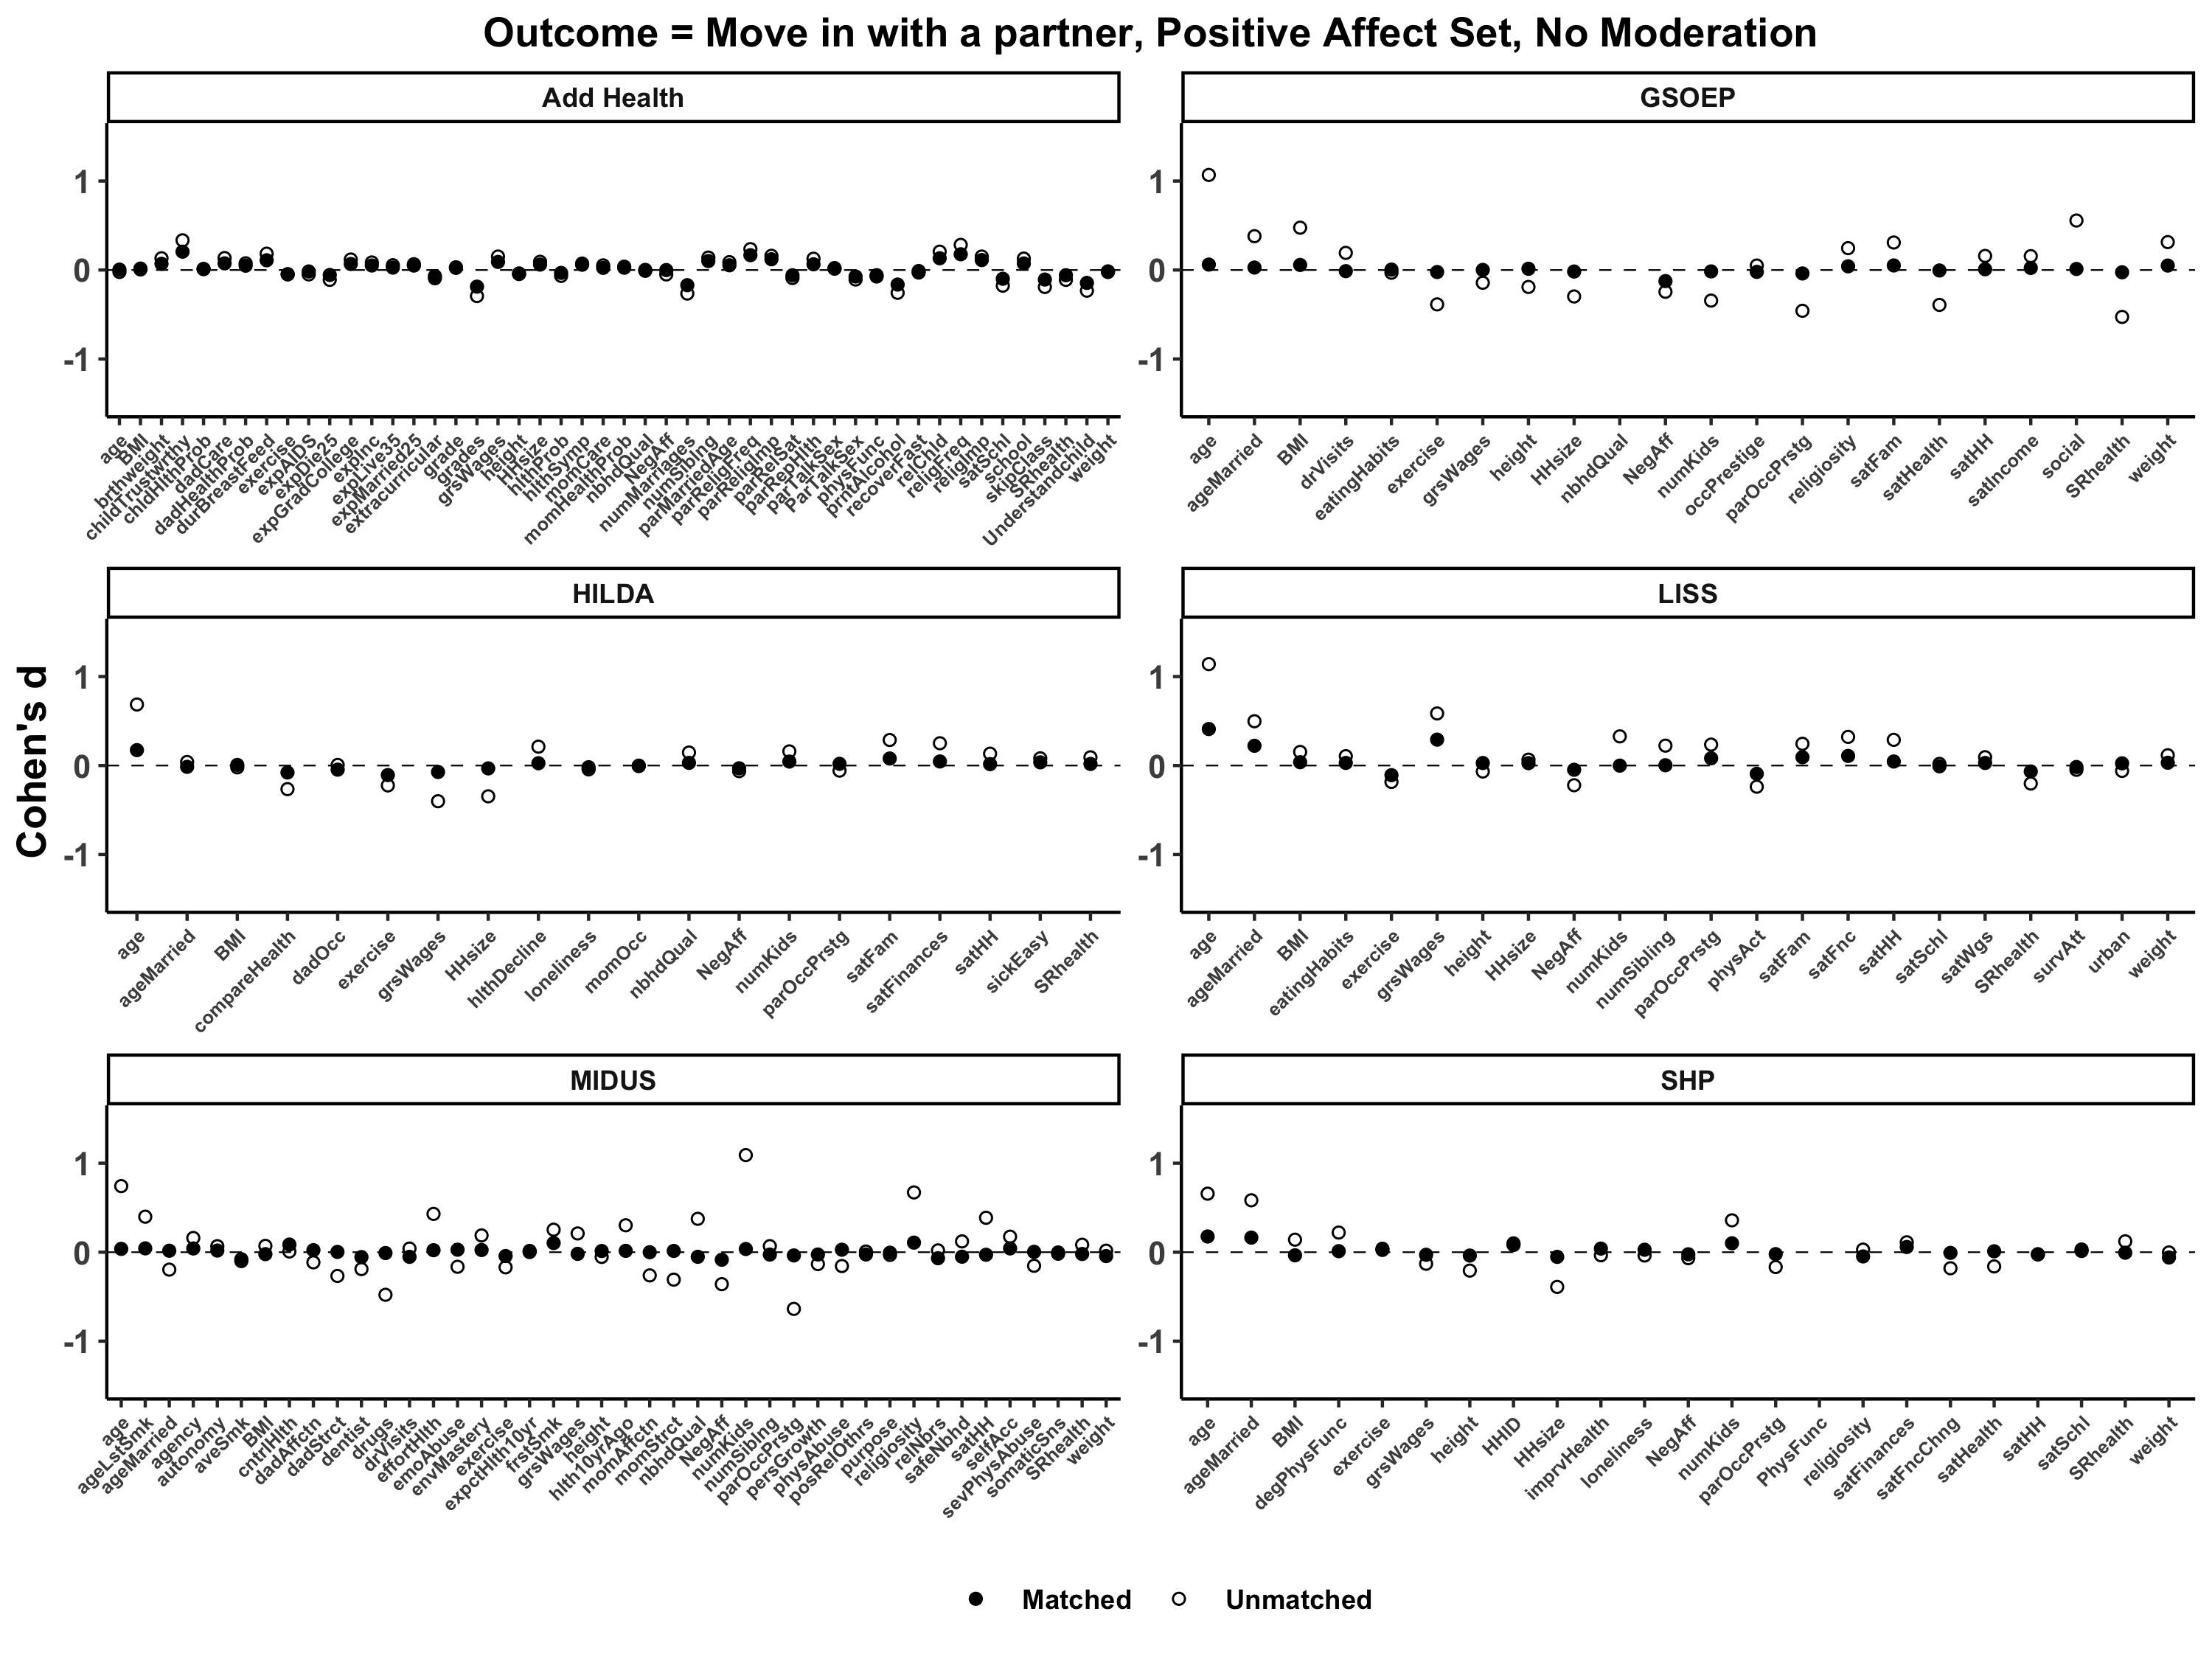 Outcome = Move in with a partner, Positive Affect Set, No Moderation
Cohen's d
Add Health
1
0
-1
age
BMI
brthweight
childTrustwrthy
chldHlthProb
dadCare
dadHealthProb
durBreastFeed
exercise
expAIDS
expDie25
expGradCollege
expInc
expLive35
expMarried25
extracurricular
grade
grades
grsWages
height
HHsize
hlthProb
hlthSymp
momCare
momHealthProb
nbhdQual
NegAff
numMarriages
numSibling
parMarriedAge
parReligFreq
parReligImp
parRelSat
parRepHlth
parTalkSex
ParTalkSex
physFunc
prntAlcohol
recoverFast
relChld
religFreq
religImp
satSchl
school
skipClass
SRhealth
Understandchild
weight
GSOEP
1
0
-1
age
ageMarried
BMI
drVisits
eatingHabits
exercise
grsWages
height
HHsize
nbhdQual
NegAff
numKids
occPrestige
parOccPrstg
religiosity
satFam
satHealth
satHH
satIncome
social
SRhealth
weight
HILDA
1
0
-1
age
ageMarried
BMI
compareHealth
dadOcc
exercise
grsWages
HHsize
hlthDecline
loneliness
momOcc
nbhdQual
NegAff
numKids
parOccPrstg
satFam
satFinances
satHH
sickEasy
SRhealth
LISS
1
0
-1
age
ageMarried
BMI
eatingHabits
exercise
grsWages
height
HHsize
NegAff
numKids
numSibling
parOccPrstg
physAct
satFam
satFnc
satHH
satSchl
satWgs
SRhealth
survAtt
urban
weight
MIDUS
1
0
-1
age
ageLstSmk
ageMarried
agency
autonomy
aveSmk
BMI
cntrlHlth
dadAffctn
dadStrct
dentist
drugs
drVisits
effortHlth
emoAbuse
envMastery
exercise
expctHlth10yr
frstSmk
grsWages
height
hlth10yrAgo
momAffctn
momStrct
nbhdQual
NegAff
numKids
numSiblng
parOccPrstg
persGrowth
physAbuse
posRelOthrs
purpose
religiosity
relNbrs
safeNbhd
satHH
selfAcc
sevPhysAbuse
somaticSns
SRhealth
weight
SHP
1
0
-1
age
ageMarried
BMI
degPhysFunc
exercise
grsWages
height
HHID
HHsize
imprvHealth
loneliness
NegAff
numKids
parOccPrstg
PhysFunc
religiosity
satFinances
satFncChng
satHealth
satHH
satSchl
SRhealth
weight
Matched
Unmatched